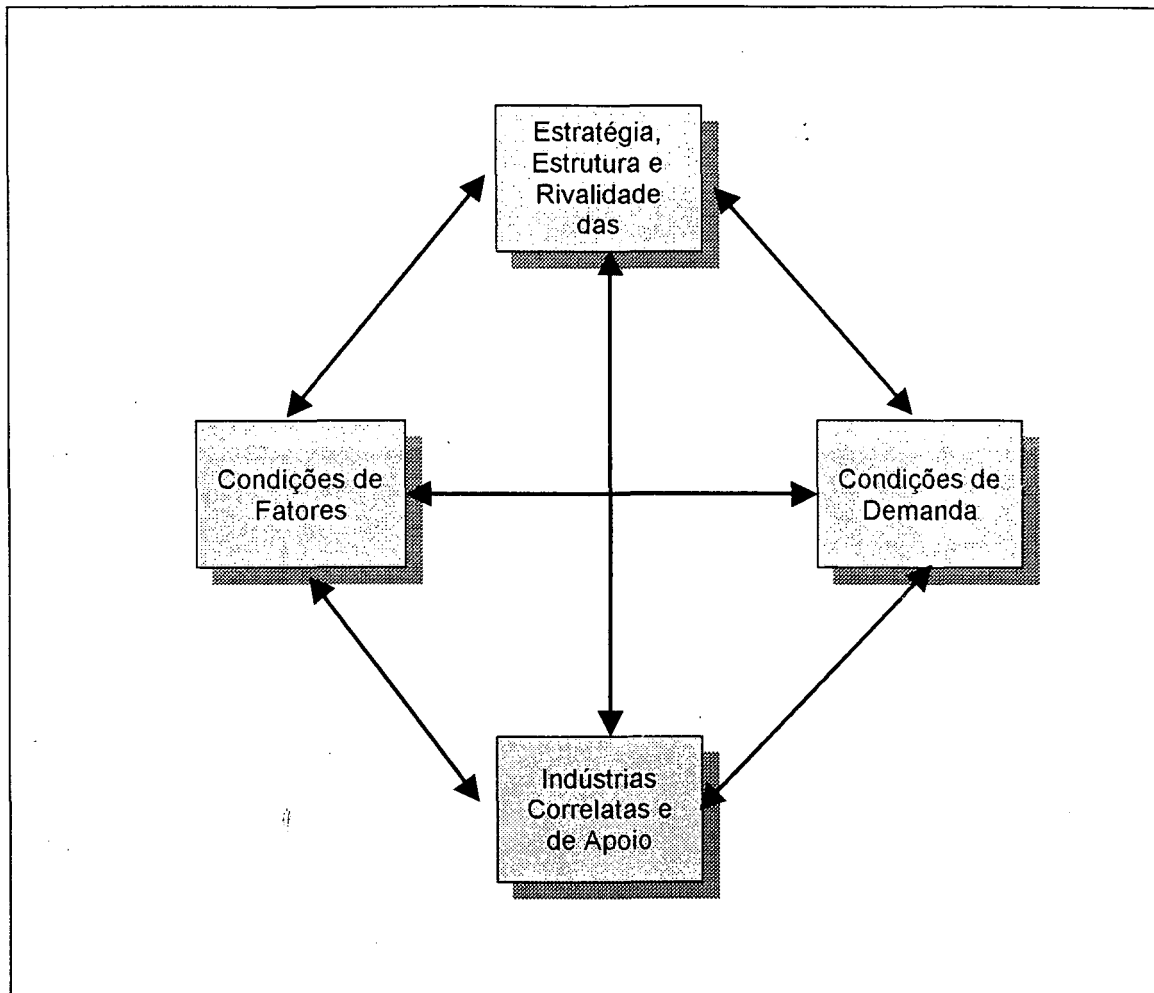 Estratégia,
Estrutura e
Rivalidade
das
Condições de
Fatores
Condições de
Demanda
Indústrias
Correlatas e
de Apoio